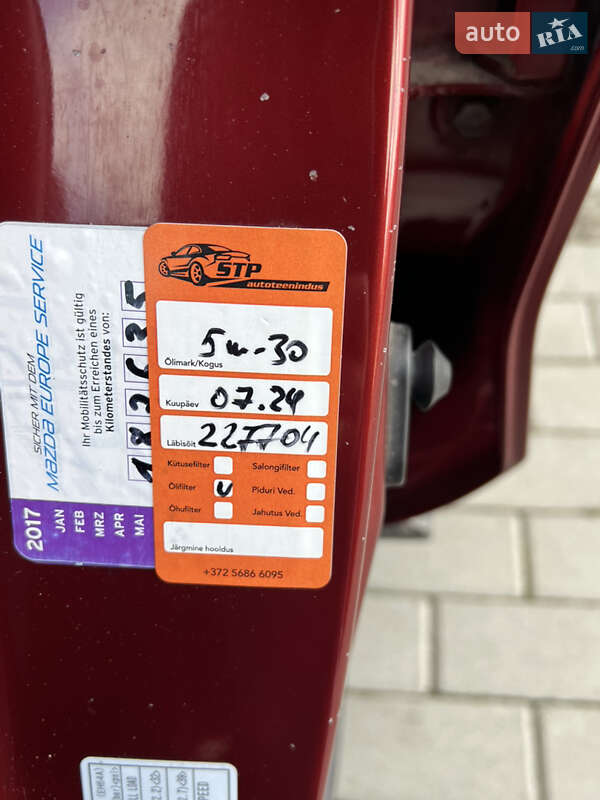 auto RIA.com
STP
autoteenindus
5w-30
Õlimark/Kogus
Kuupäev 07.24
Läbisõit 227704
Kütusefilter
Salongifilter
Õlifilter v
Piduri Ved.
Õhufilter
Jahutus Ved.
Järgmine hooldus
+372 5686 6095
SICHER MIT DEM
MAZDA EUROPE SERVICE
Ihr Mobilitätsschutz ist gültig
bis zum Erreichen eines
Kilometerstandes von:
2017
JAN
FEB
MRZ
APR
MAI
SPEED